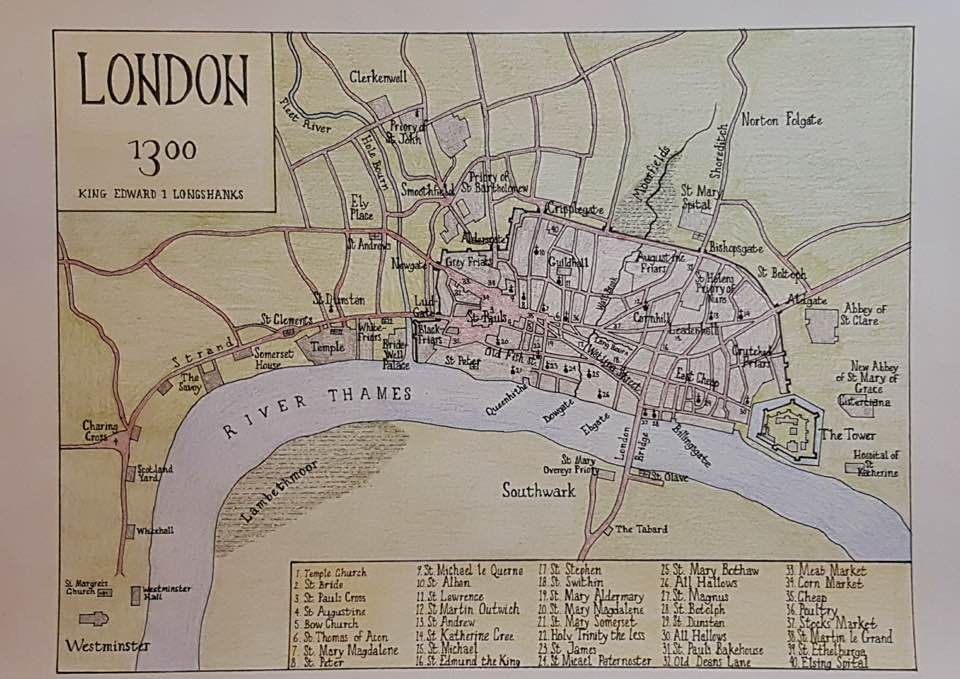 LONDON
1300
KING EDWARD I LONGSHANKS
Clerkenwell
Fleet River
Hole Bourn
Priory of
St John
Priory of
St Bartholomew
Smoothfield
Ely
Place
St Andrews
Norton Folgate
Shoreditch
Moorfields
St Mary
Spital
Cripplegate
Bishopsgate
Aldersgate
Newgate
Grey Friars
Guildhall
Augustine
Friars
St Helens
Priory of
Nuns
St Botolph
Aldgate
Abbey of
St Clare
Cornhill
Leadenhall
Crutched
Friars
East Cheap
St Dunstan
St Clements
Strand
Temple
White-
Friars
Bride-
Well
Palace
Lud-
Gate
Black-
Friars
St Pauls
St Peter
Old Fish St
Somerset
House
The
Savoy
Charing
Cross
Scotland
Yard
Whitehall
St Margrets
Church
Westminster
Hall
Westminster
RIVER THAMES
Lambethmoor
Queenhithe
Dowgate
Ebgate
London
Bridge
Billingsgate
St Mary
Overeys Priory
St Olave
Southwark
The Tabard
New Abbey
of St Mary of
Grace
Cisterciana
The Tower
Hospital of
St
Katherine
1. Temple Church
2. St Bride
3. St Pauls Cross
4. St Augustine
5. Bow Church
6. St Thomas of Acon
7. St Mary Magdalene
8. St Peter
9. St Michael le Querne
10. St Alban
11. St Lawrence
12. St Martin Outwich
13. St Andrew
14. St Katherine Cree
15. St Michael
16. St Edmund the King
17. St Stephen
18. St Swithin
19. St Mary Aldermary
20. St Mary Magdalene
21. St Mary Somerset
22. Holy Trinity the less
23. St James
24. St Micael Paternoster
25. St Mary Bothaw
26. All Hallows
27. St Magnus
28. St Botolph
29. St Dunstan
30. All Hallows
31. St Pauls Bakehouse
32. Old Deans Lane
33. Meat Market
34. Corn Market
35. Cheap
36. Poultry
37. Stocks Market
38. St Martin le Grand
39. St Ethelburga
40. Elsing Spital